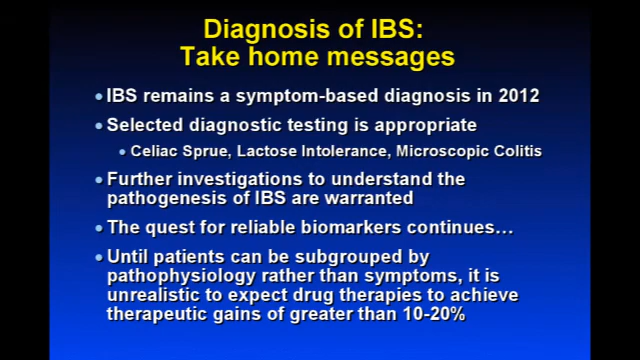 Diagnosis of IBS:
Take home messages
• IBS remains a symptom-based diagnosis in 2012
• Selected diagnostic testing is appropriate
• Celiac Sprue, Lactose Intolerance, Microscopic Colitis
• Further investigations to understand the
pathogenesis of IBS are warranted
• The quest for reliable biomarkers continues…
• Until patients can be subgrouped by
pathophysiology rather than symptoms, it is
unrealistic to expect drug therapies to achieve
therapeutic gains of greater than 10-20%